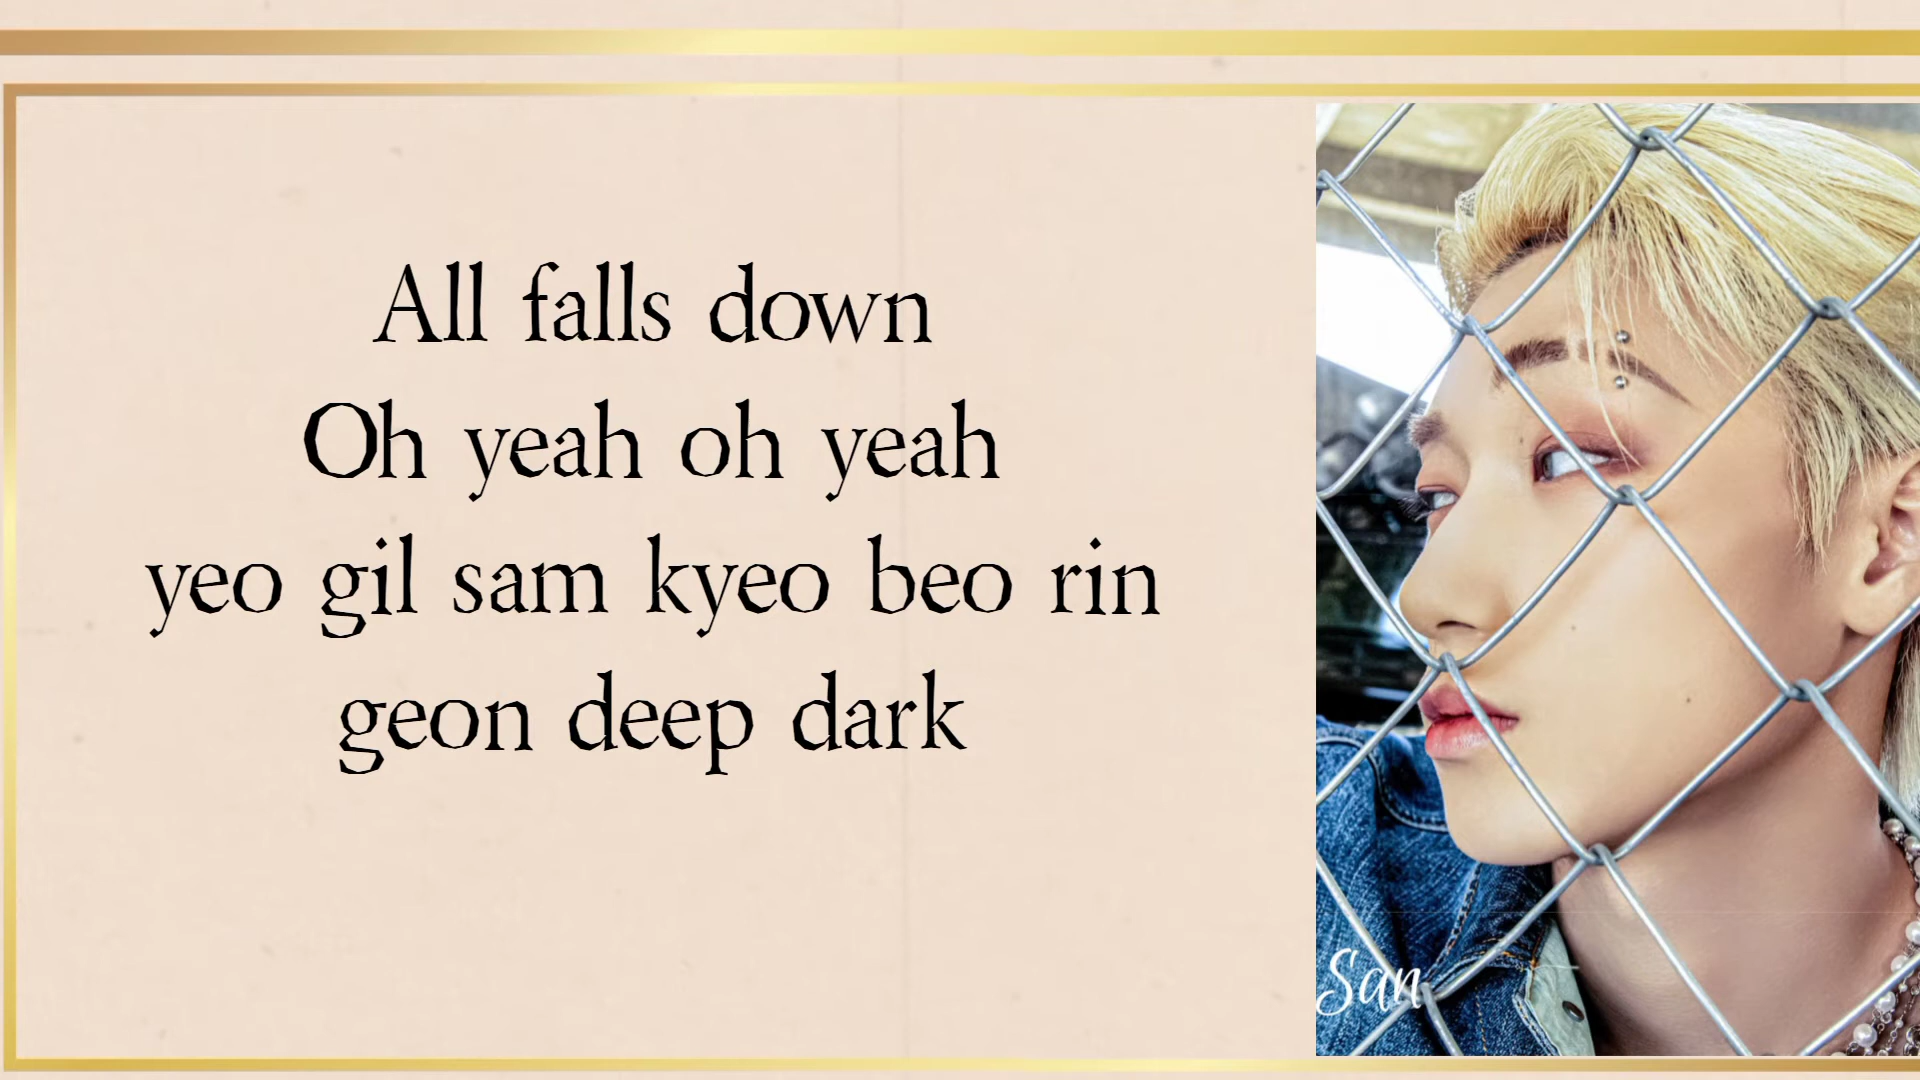 All falls down
Oh yeah oh yeah
yeo gil sam kyeo beo rin
geon deep dark
San